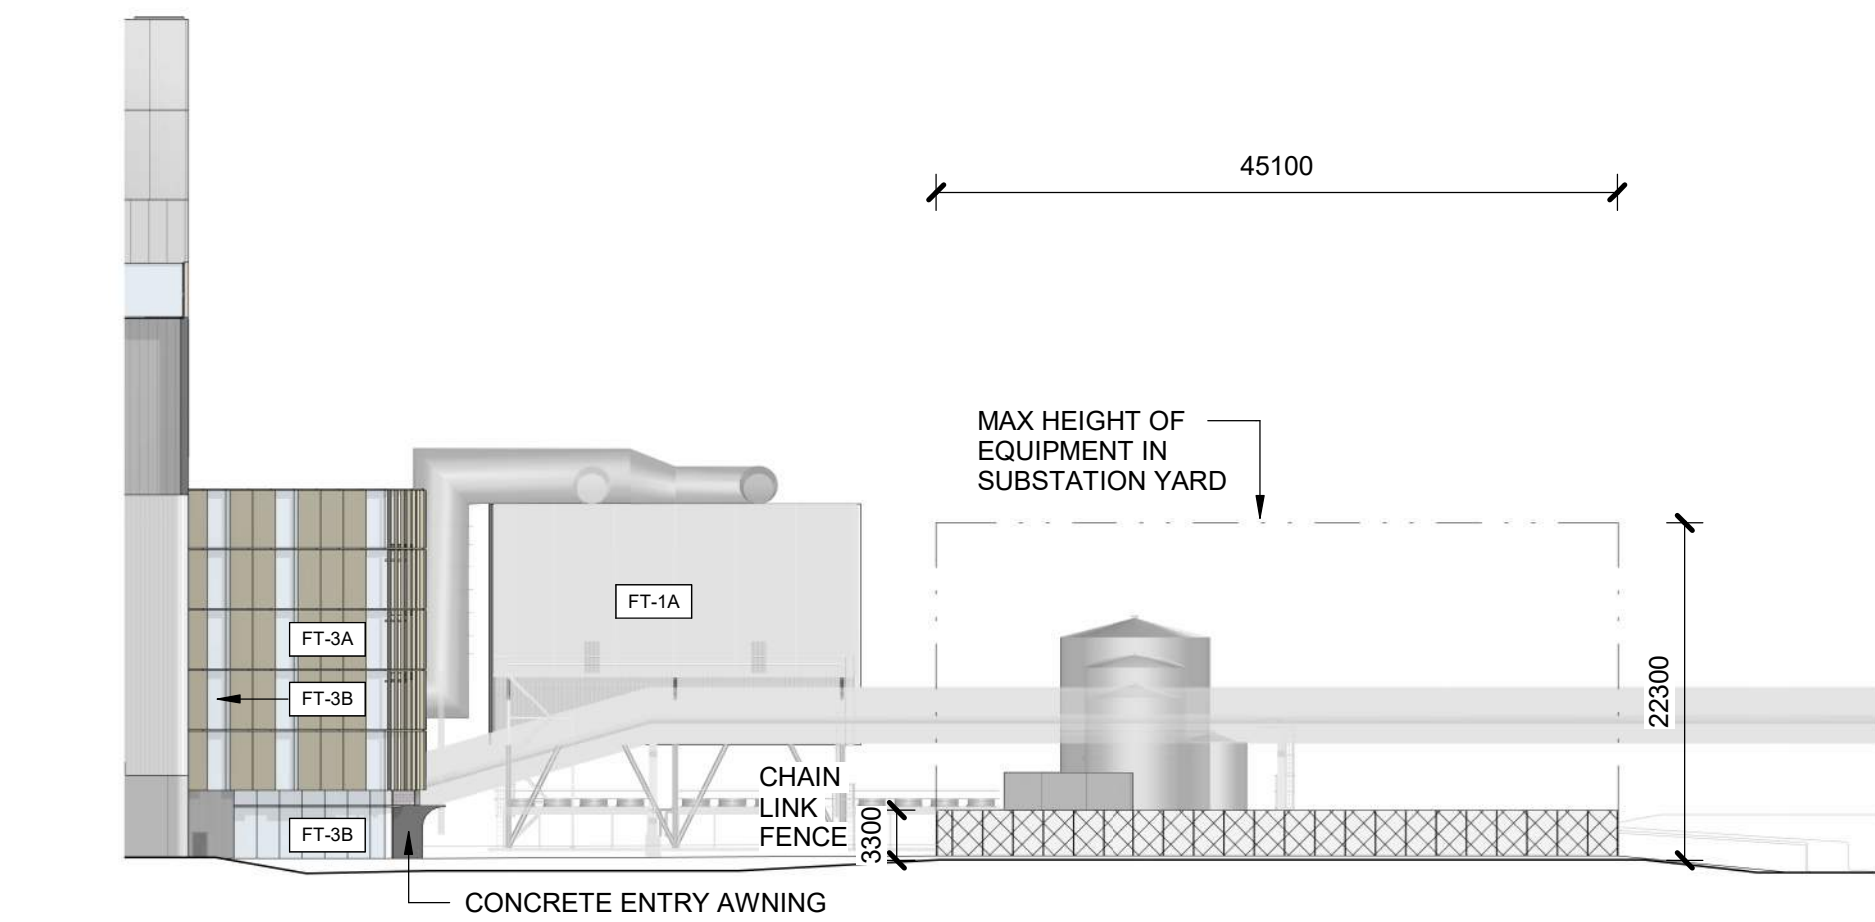 45100
MAX HEIGHT OF
EQUIPMENT IN
SUBSTATION YARD
FT-1A
FT-3A
FT-3B
22300
CHAIN
LINK
FENCE
3300
FT-3B
CONCRETE ENTRY AWNING